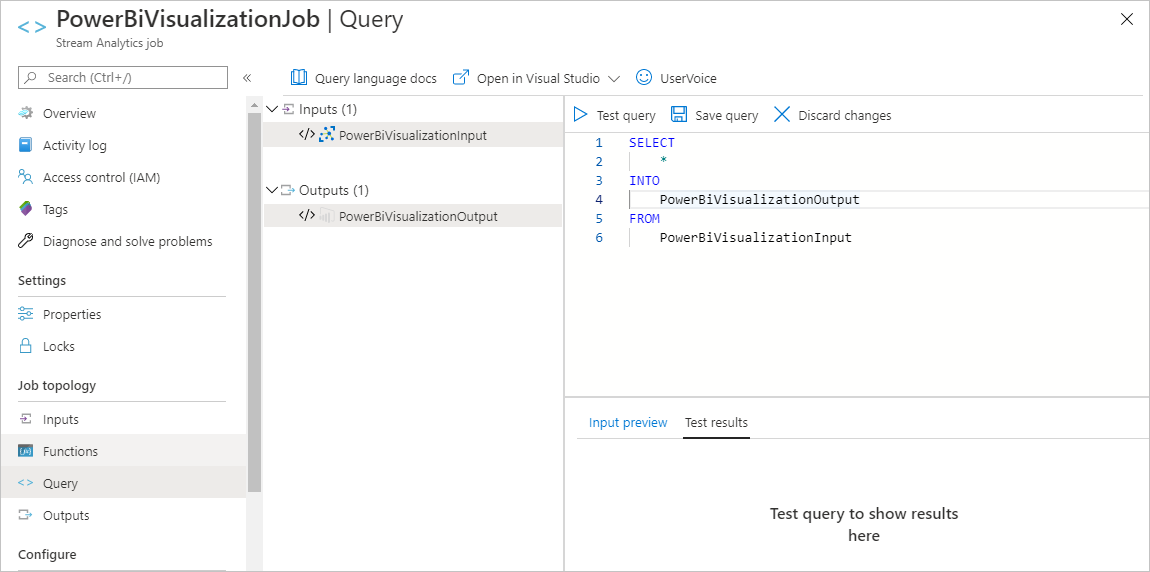 PowerBiVisualizationJob | Query
Stream Analytics job
Search (Ctrl+/)
«
Overview
Activity log
Access control (IAM)
Tags
Diagnose and solve problems
Settings
Properties
Locks
Job topology
Inputs
Functions
Query
Outputs
Configure
Query language docs
Open in Visual Studio
UserVoice
Inputs (1)
</> PowerBiVisualizationInput
Outputs (1)
</> PowerBiVisualizationOutput
Test query
Save query
Discard changes
1 SELECT
2 *
3 INTO
4 PowerBiVisualizationOutput
5 FROM
6 PowerBiVisualizationInput
Input preview
Test results
Test query to show results
here